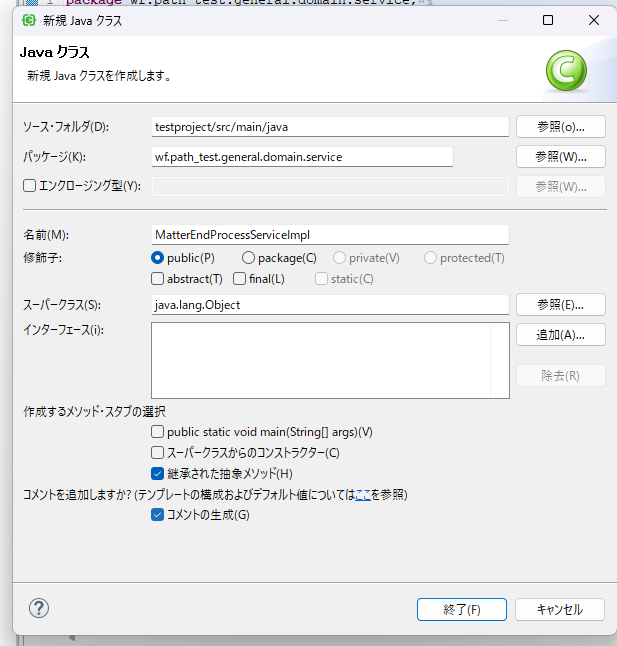 1 package wf.path_test.general.domain.service;
新規 Java クラス
Java クラス
新規 Java クラスを作成します。
ソース・フォルダ(D): testproject/src/main/java 参照(o)...
パッケージ(K): wf.path_test.general.domain.service 参照(W)...
エンクロージング型(Y): 参照(W)...
名前(M): MatterEndProcessServiceImpl
修飾子: public(P) package(C) private(V) protected(T)
abstract(T) final(L) static(C)
スーパークラス(S): java.lang.Object 参照(E)...
インターフェース(i): 追加(A)...
除去(R)
作成するメソッド・スタブの選択
public static void main(String[] args)(V)
スーパークラスからのコンストラクター(C)
継承された抽象メソッド(H)
コメントを追加しますか? (テンプレートの構成およびデフォルト値についてはここを参照)
コメントの生成(G)
終了(F) キャンセル